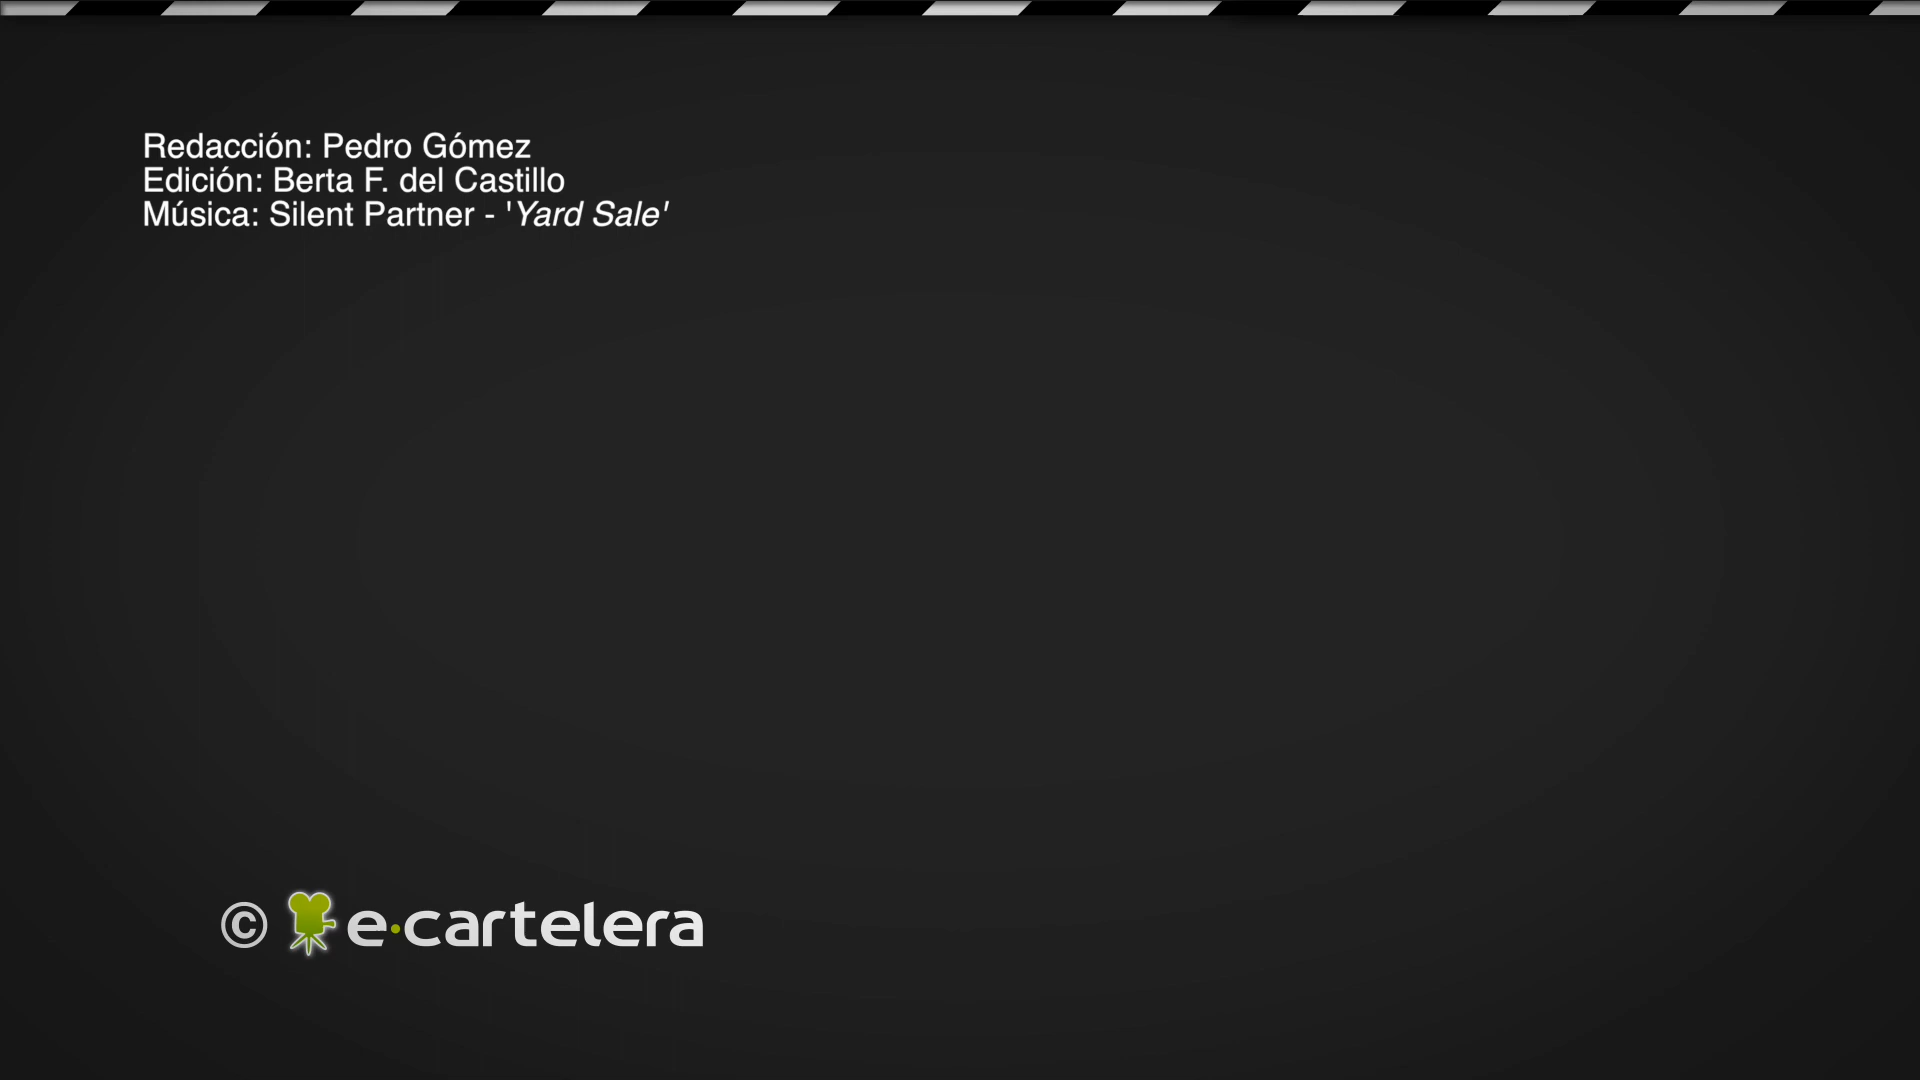 Redacción: Pedro Gómez
Edición: Berta F. del Castillo
Música: Silent Partner - 'Yard Sale'
© e·cartelera